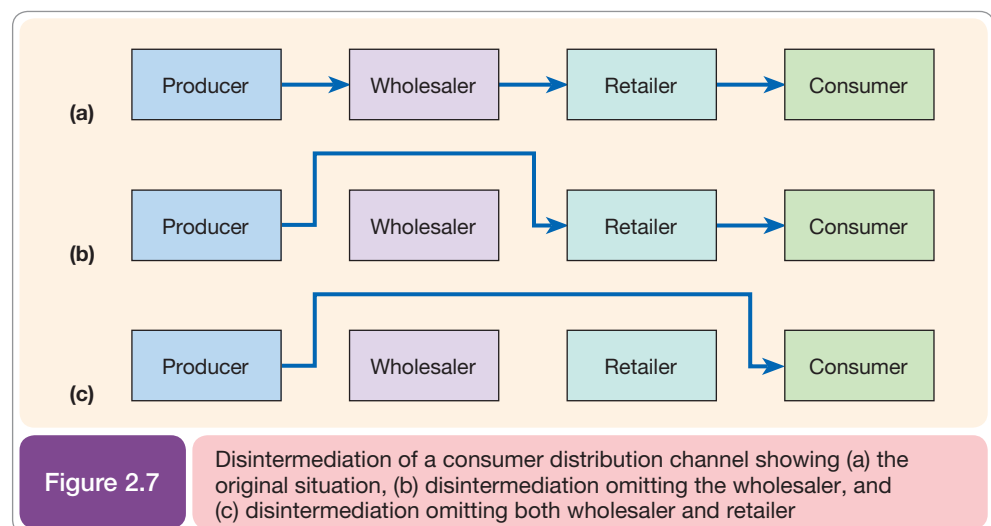 Producer Wholesaler Retailer Consumer
(a)
Producer Wholesaler Retailer Consumer
(b)
Producer Wholesaler Retailer Consumer
(c)
Figure 2.7
Disintermediation of a consumer distribution channel showing (a) the
original situation, (b) disintermediation omitting the wholesaler, and
(c) disintermediation omitting both wholesaler and retailer